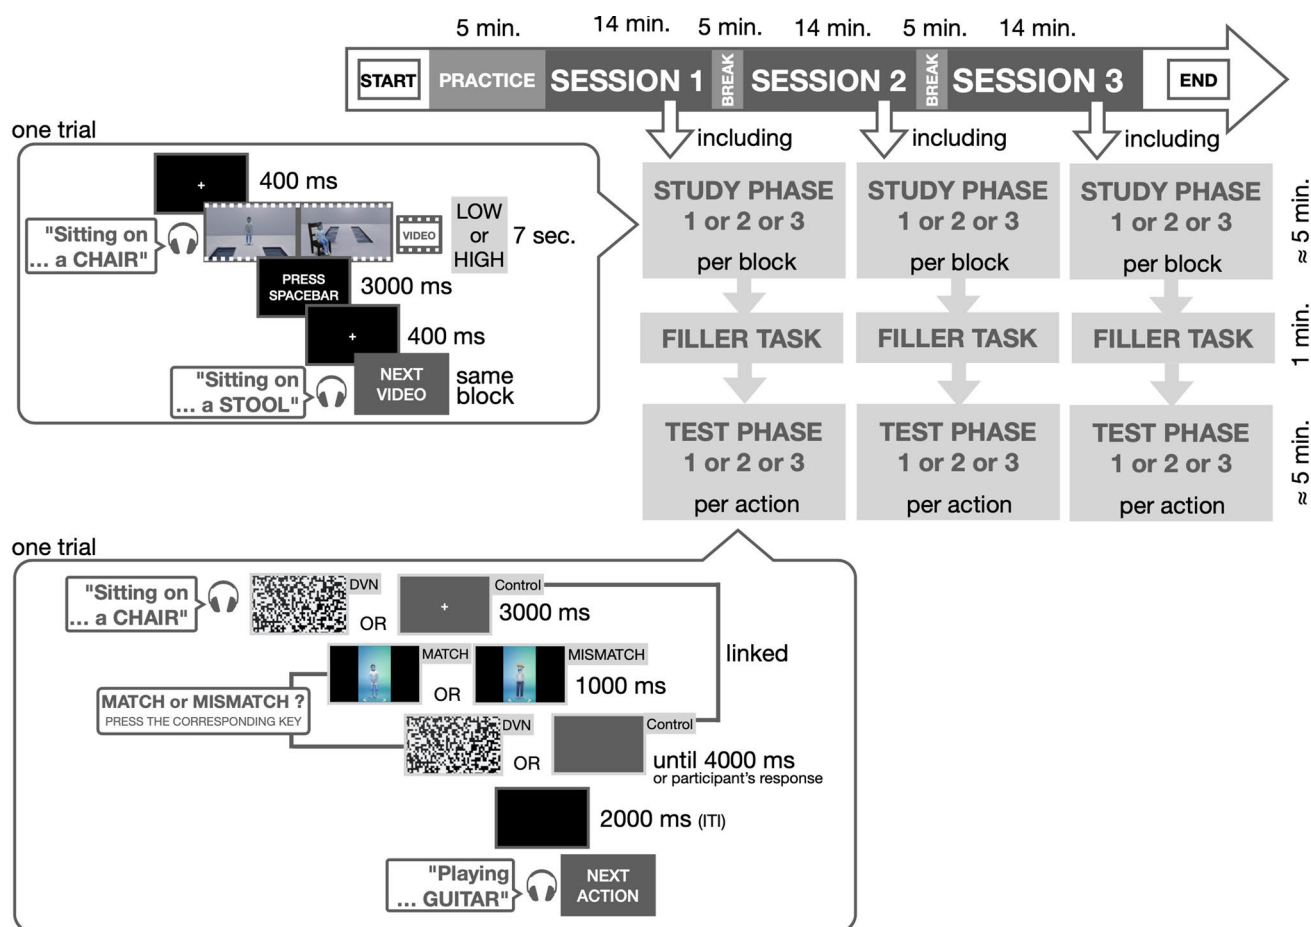 5 min.
14 min.
5 min.
14 min.
5 min.
14 min.
START
PRACTICE
SESSION 1
BREAK
SESSION 2
BREAK
SESSION 3
END
including
including
including
one trial
400 ms
"Sitting on
... a CHAIR"
VIDEO
LOW
or
HIGH
7 sec.
PRESS
SPACEBAR
3000 ms
400 ms
"Sitting on
... a STOOL"
NEXT
VIDEO
same
block
STUDY PHASE
1 or 2 or 3
per block
STUDY PHASE
1 or 2 or 3
per block
STUDY PHASE
1 or 2 or 3
per block
≈ 5 min.
FILLER TASK
FILLER TASK
FILLER TASK
1 min.
TEST PHASE
1 or 2 or 3
per action
TEST PHASE
1 or 2 or 3
per action
TEST PHASE
1 or 2 or 3
per action
≈ 5 min.
one trial
"Sitting on
... a CHAIR"
DVN
OR
Control
3000 ms
linked
MATCH
OR
MISMATCH
1000 ms
MATCH or MISMATCH ?
PRESS THE CORRESPONDING KEY
DVN
OR
Control
until 4000 ms
or participant's response
2000 ms (ITI)
"Playing
... GUITAR"
NEXT
ACTION